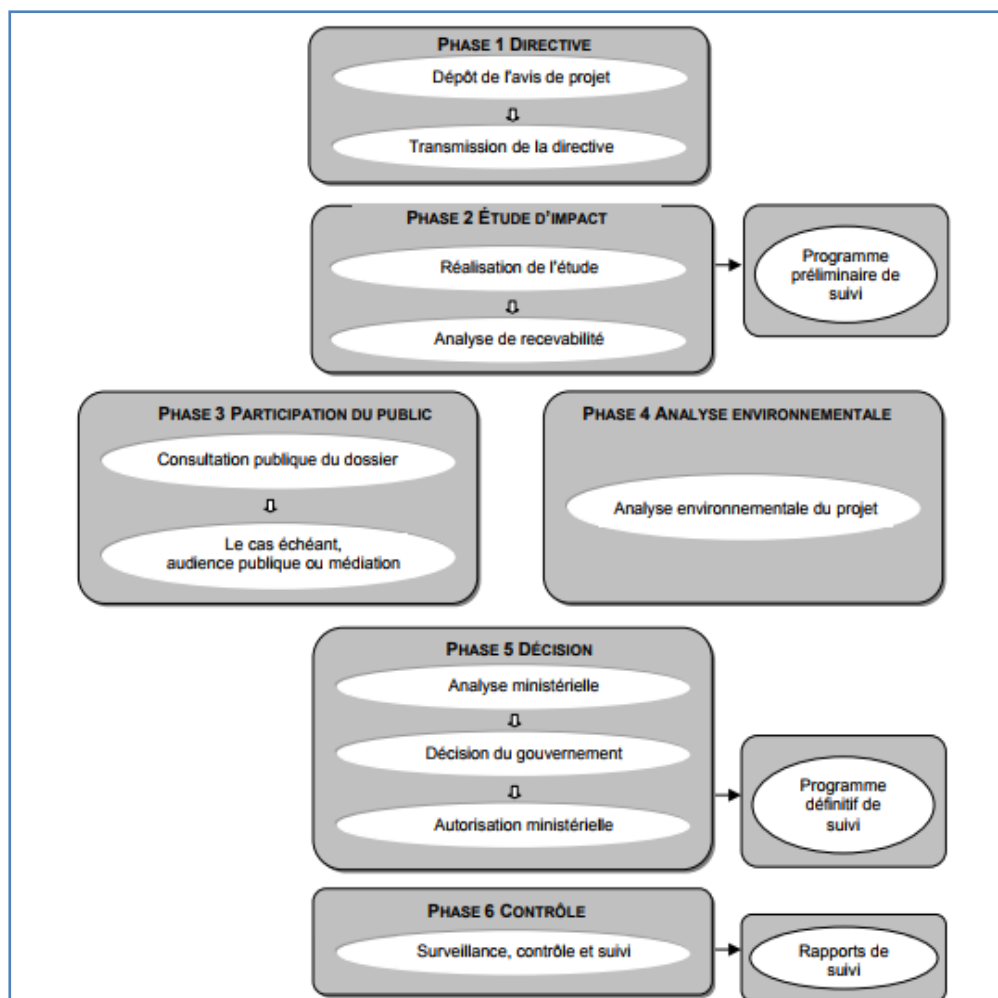 PHASE 1 DIRECTIVE
Dépôt de l'avis de projet
Transmission de la directive
PHASE 2 ÉTUDE D'IMPACT
Réalisation de l'étude
Analyse de recevabilité
Programme
préliminaire de
suivi
PHASE 3 PARTICIPATION DU PUBLIC
Consultation publique du dossier
Le cas échéant,
audience publique ou médiation
PHASE 4 ANALYSE ENVIRONNEMENTALE
Analyse environnementale du projet
PHASE 5 DÉCISION
Analyse ministérielle
Décision du gouvernement
Autorisation ministérielle
Programme
définitif de
suivi
PHASE 6 CONTRÔLE
Surveillance, contrôle et suivi
Rapports de
suivi